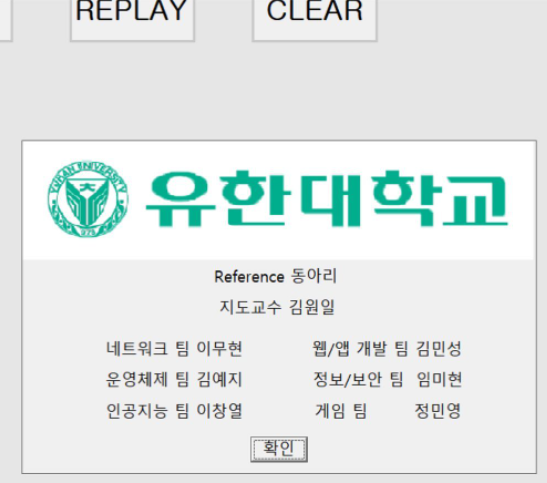 REPLAY CLEAR
YUHAN UNIVERSITY
유한대학교
Reference 동아리
지도교수 김원일
네트워크 팀 이무현 웹/앱 개발 팀 김민성
운영체제 팀 김예지 정보/보안 팀 임미현
인공지능 팀 이창열 게임 팀 정민영
확인